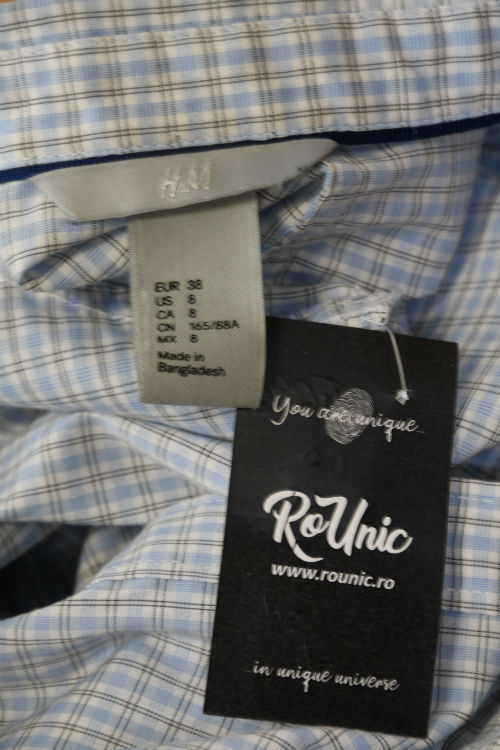 H&M
EUR 38
US 8
CA 8
CN 165/88A
MX 8
Made in
Bangladesh
You are unique...
RoUnic
www.rounic.ro
...in unique universe